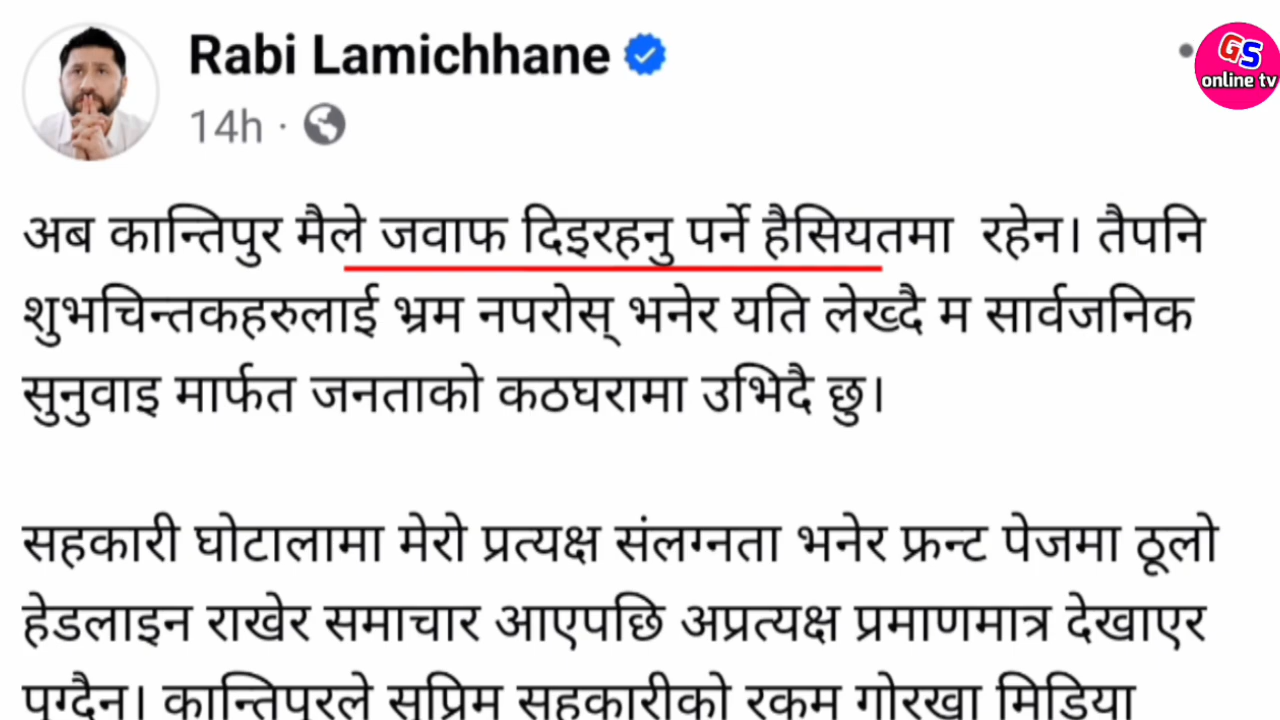 Rabi Lamichhane
14h ·
GS
online tv
अब कान्तिपुर मैले जवाफ दिइरहनु पर्ने हैसियतमा रहेन। तैपनि
शुभचिन्तकहरुलाई भ्रम नपरोस् भनेर यति लेख्दै म सार्वजनिक
सुनुवाइ मार्फत जनताको कठघरामा उभिदै छु।
सहकारी घोटालामा मेरो प्रत्यक्ष संलग्नता भनेर फ्रन्ट पेजमा ठूलो
हेडलाइन राखेर समाचार आएपछि अप्रत्यक्ष प्रमाणमात्र देखाएर
पुग्दैन। कान्तिपुरले सुप्रिम सहकारीको रकम गोरखा मिडिया